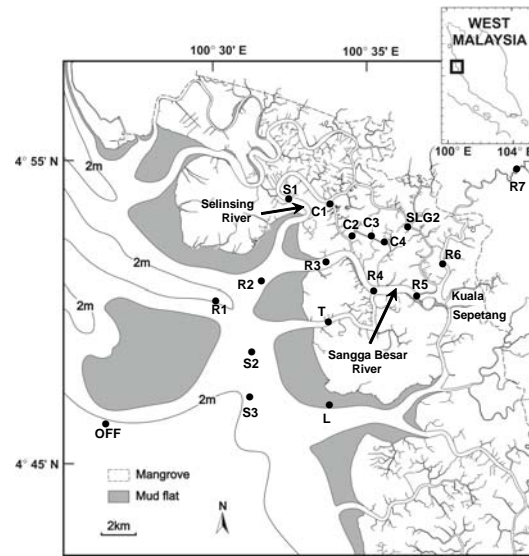 WEST
MALAYSIA
100° 30'
100° 35'
100 E
104 E
2m
4° 55'
R7
S1
Selinsing
River
C1
SLG2
C2
C3
C4
R3
R6
R2
R4
2m
R5
Kuala
Sepetang
R1
2m
T
Sangga Besar
River
S2
2m
S3
L
OFF
4° 45'
Mangrove
Mud flat
N
2km